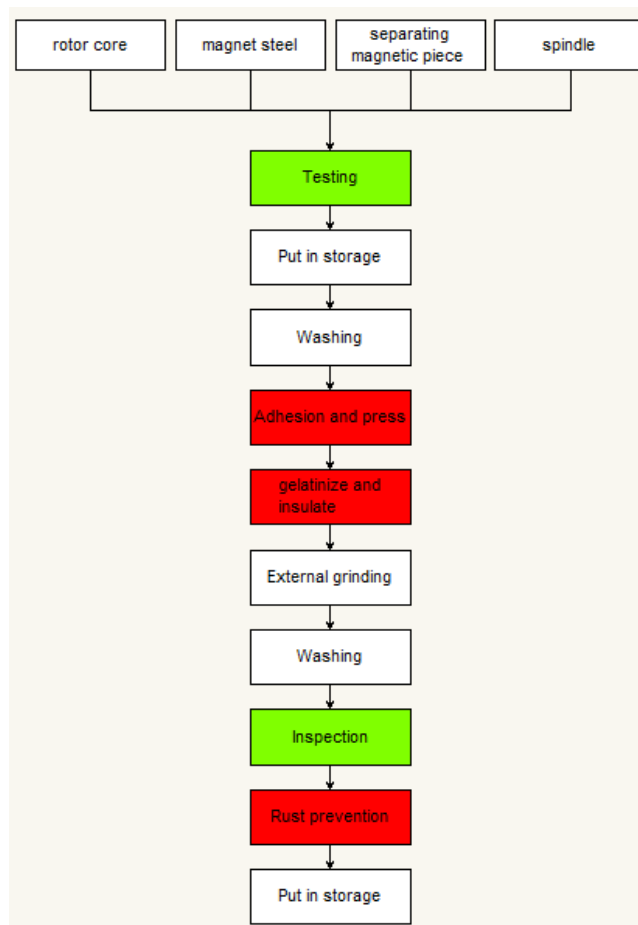 rotor core
magnet steel
separating
magnetic piece
spindle
Testing
Put in storage
Washing
Adhesion and press
gelatinize and
insulate
External grinding
Washing
Inspection
Rust prevention
Put in storage